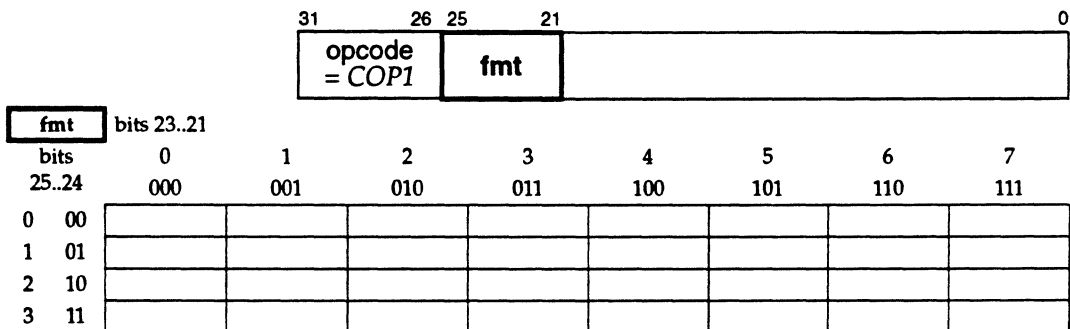 31 26 25 21 0
opcode
= COP1 fmt
fmt bits 23..21
bits 0 1 2 3 4 5 6 7
25..24 000 001 010 011 100 101 110 111
0 00
1 01
2 10
3 11